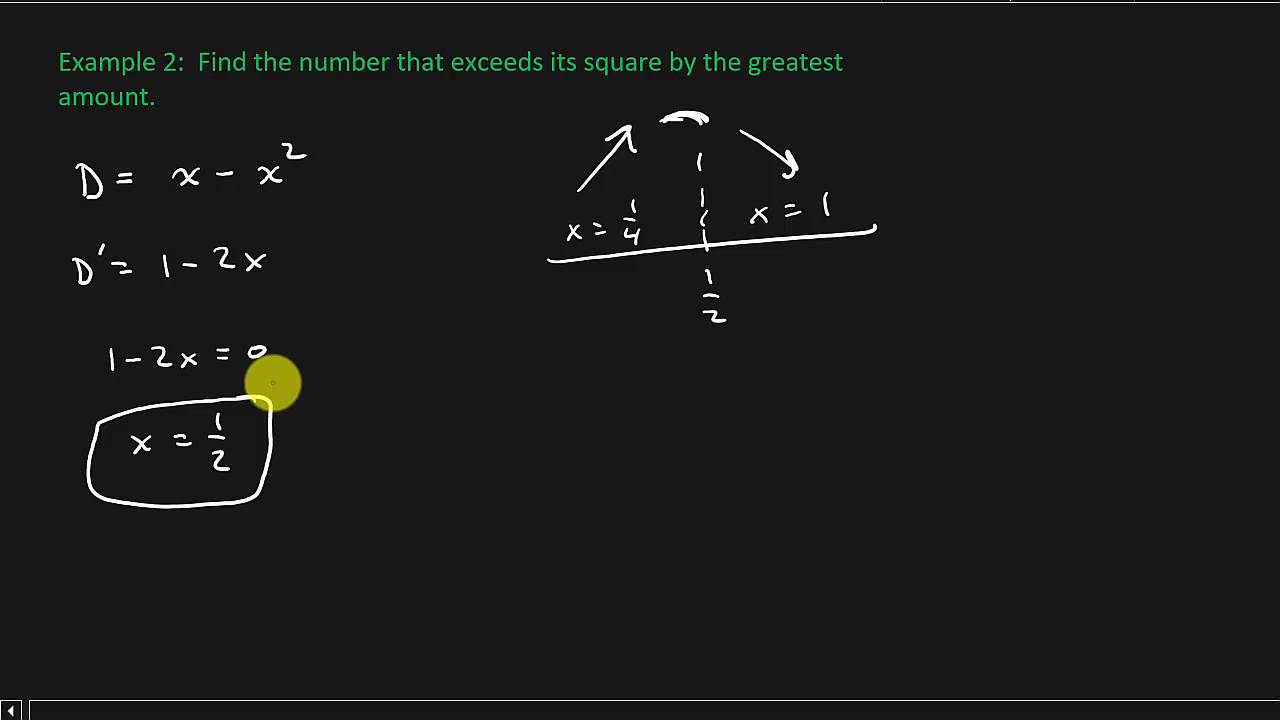 Example 2: Find the number that exceeds its square by the greatest
amount.
D = x - x²
D' = 1 - 2x
1 - 2x = 0
x = 1/2
x = 1/4
x = 1
1/2